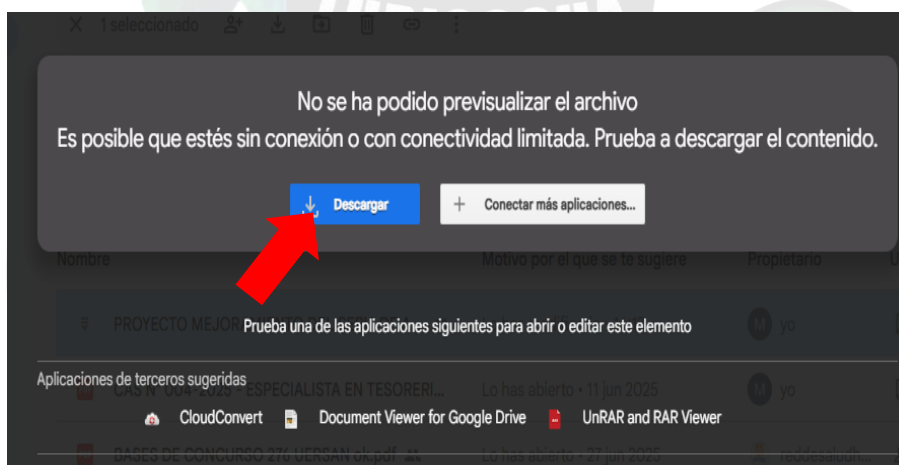 1 seleccionado
No se ha podido previsualizar el archivo
Es posible que estés sin conexión o con conectividad limitada. Prueba a descargar el contenido.
Descargar
Conectar más aplicaciones...
Nombre Motivo por el que se te sugiere Propietario
PROYECTO yo
Prueba una de las aplicaciones siguientes para abrir o editar este elemento
Aplicaciones de terceros sugeridas
CAS N° 004-2025 - ESPECIALISTA EN TESORERI... Lo has abierto • 11 jun 2025 yo
CloudConvert Document Viewer for Google Drive UnRAR and RAR Viewer
BASES DE CONCURSO 276 UERSAN ok.pdf Lo has abierto • 27 jun 2025 reddesaludh...